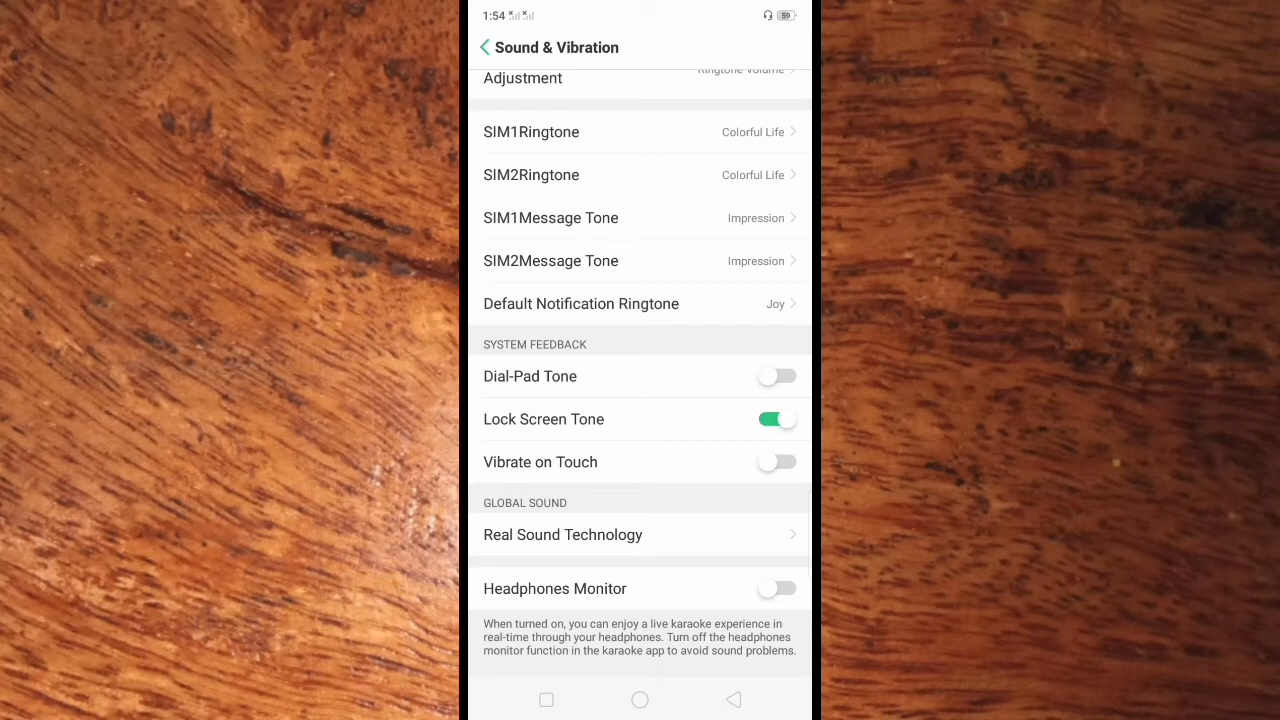 1:54
59
Sound & Vibration
Adjustment
Ringtone Volume
SIM1Ringtone Colorful Life
SIM2Ringtone Colorful Life
SIM1Message Tone Impression
SIM2Message Tone Impression
Default Notification Ringtone Joy
SYSTEM FEEDBACK
Dial-Pad Tone
Lock Screen Tone
Vibrate on Touch
GLOBAL SOUND
Real Sound Technology
Headphones Monitor
When turned on, you can enjoy a live karaoke experience in
real-time through your headphones. Turn off the headphones
monitor function in the karaoke app to avoid sound problems.